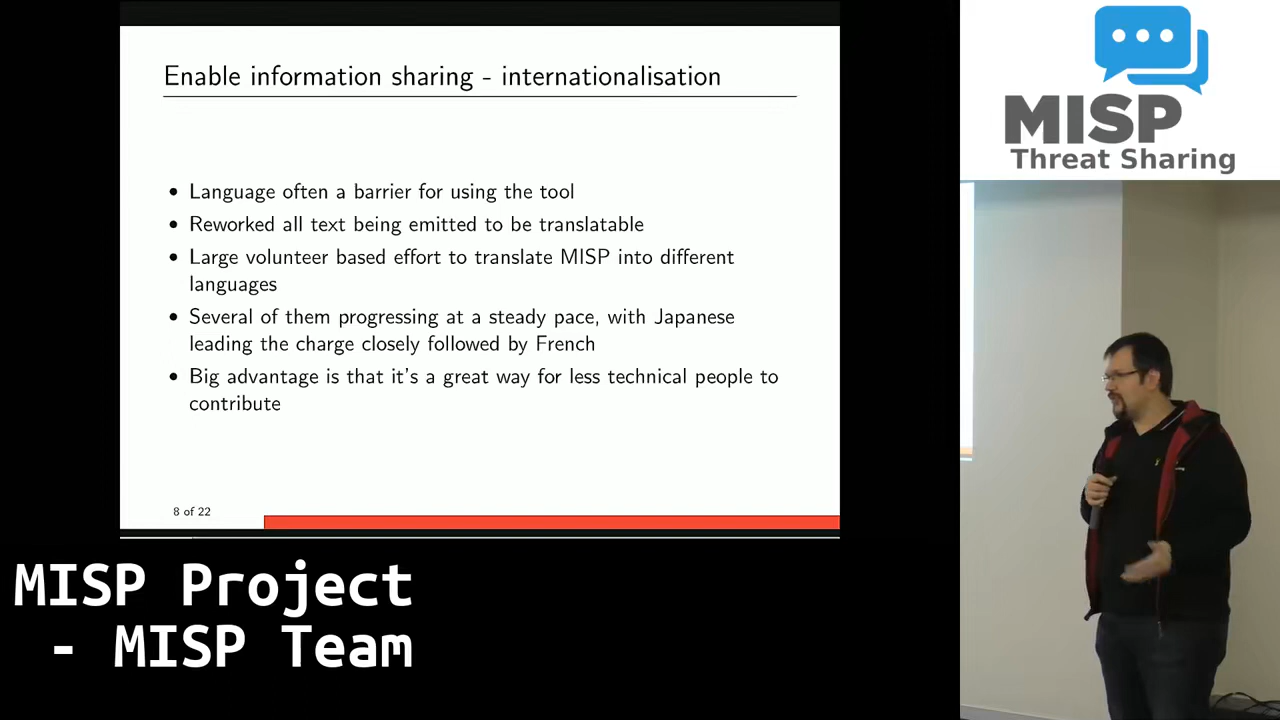 Enable information sharing - internationalisation
• Language often a barrier for using the tool
• Reworked all text being emitted to be translatable
• Large volunteer based effort to translate MISP into different
languages
• Several of them progressing at a steady pace, with Japanese
leading the charge closely followed by French
• Big advantage is that it's a great way for less technical people to
contribute
8 of 22
MISP
Threat Sharing
MISP Project
- MISP Team